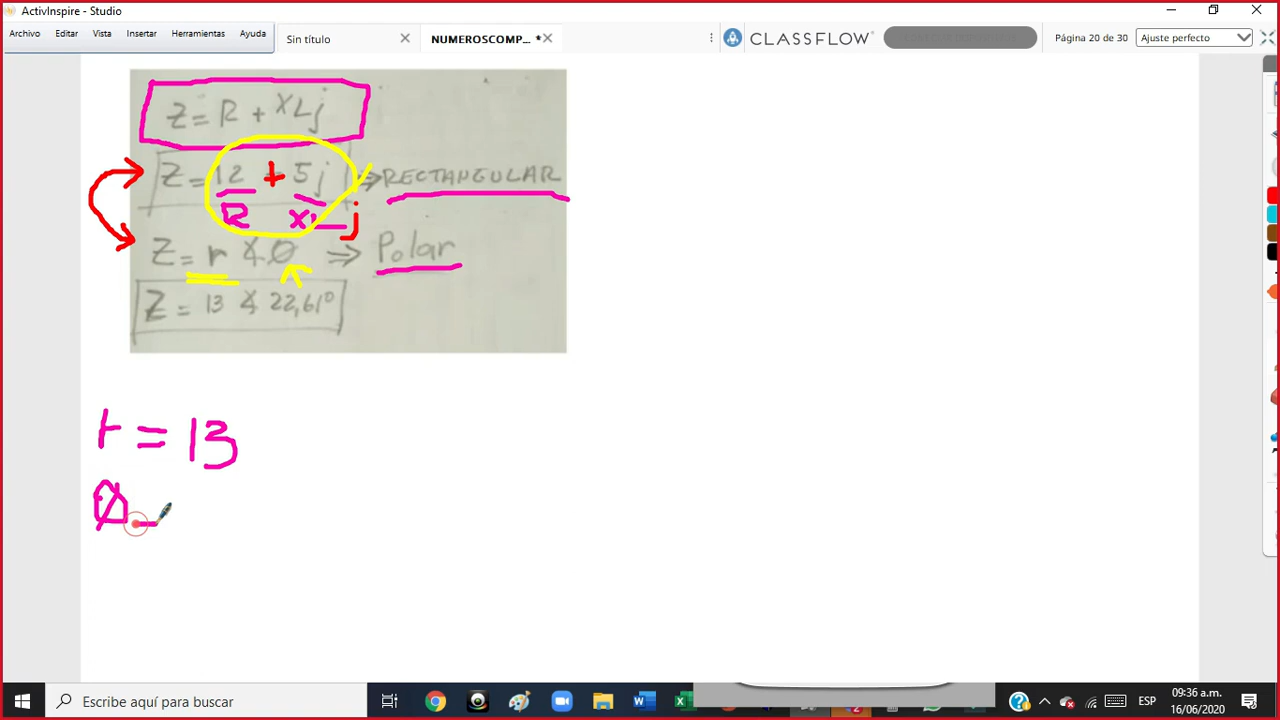 ActivInspire - Studio
Archivo Editar Vista Insertar Herramientas Ayuda
Sin título
NUMEROSCOMP... *
CLASSFLOW
Página 20 de 30
Ajuste perfecto
Z = R + XLj
Z = 12 + 5j ⇒ RECTANGULAR
R XL j
Z = r ∡ Ø ⇒ Polar
Z = 13 ∡ 22,61º
r = 13
Ø
Escribe aquí para buscar
ESP
09:36 a.m.
16/06/2020